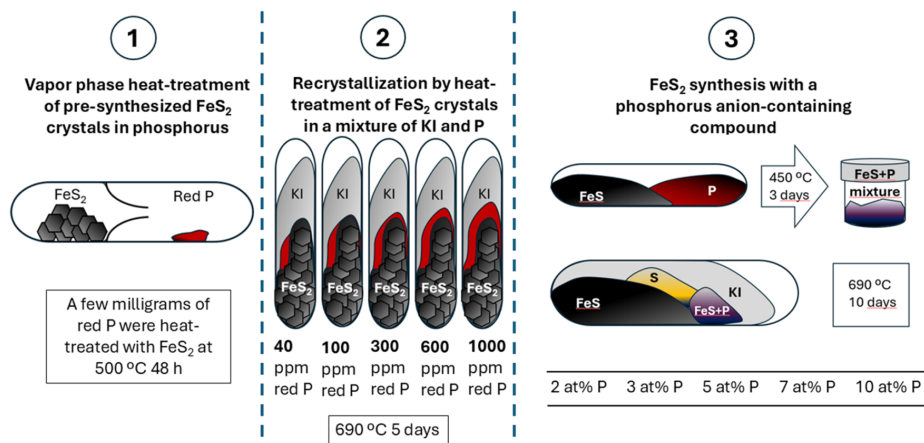 1
Vapor phase heat-treatment
of pre-synthesized FeS₂
crystals in phosphorus
FeS₂
Red P
A few milligrams of
red P were heat-
treated with FeS₂ at
500 ºC 48 h
2
Recrystallization by heat-
treatment of FeS₂ crystals
in a mixture of KI and P
KI KI KI KI KI
FeS₂ FeS₂ FeS₂ FeS₂ FeS₂
40 100 300 600 1000
ppm ppm ppm ppm ppm
red P red P red P red P red P
690 ºC 5 days
3
FeS₂ synthesis with a
phosphorus anion-containing
compound
FeS
P
450 ºC
3 days
FeS+P
mixture
FeS
S
KI
FeS+P
690 ºC
10 days
2 at% P 3 at% P 5 at% P 7 at% P 10 at% P